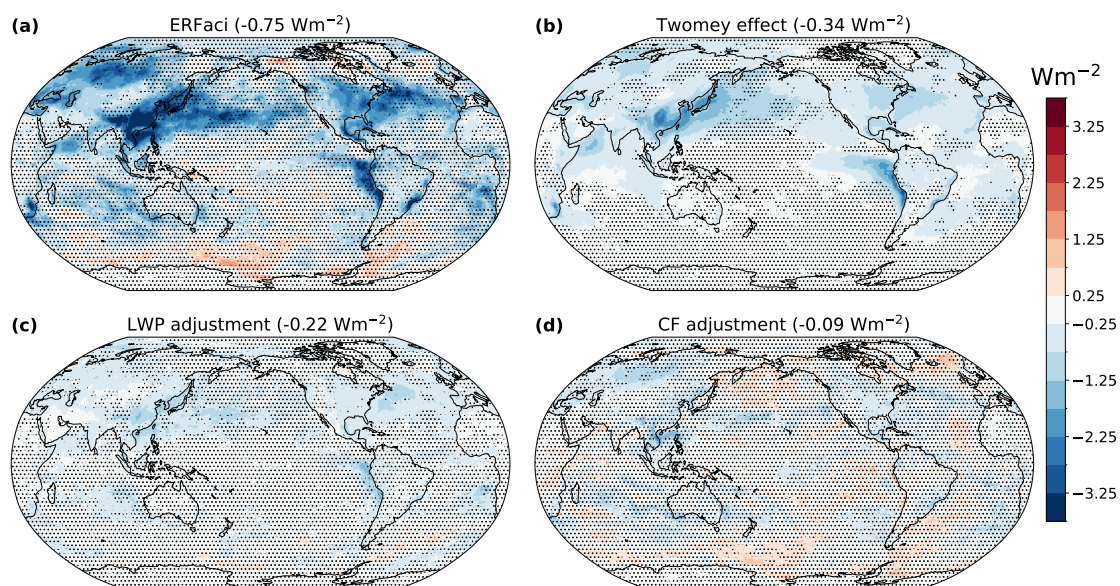 (a) ERFaci (-0.75 Wm⁻²)
(b) Twomey effect (-0.34 Wm⁻²)
(c) LWP adjustment (-0.22 Wm⁻²)
(d) CF adjustment (-0.09 Wm⁻²)
Wm⁻²
3.25
2.25
1.25
0.25
−0.25
−1.25
−2.25
−3.25